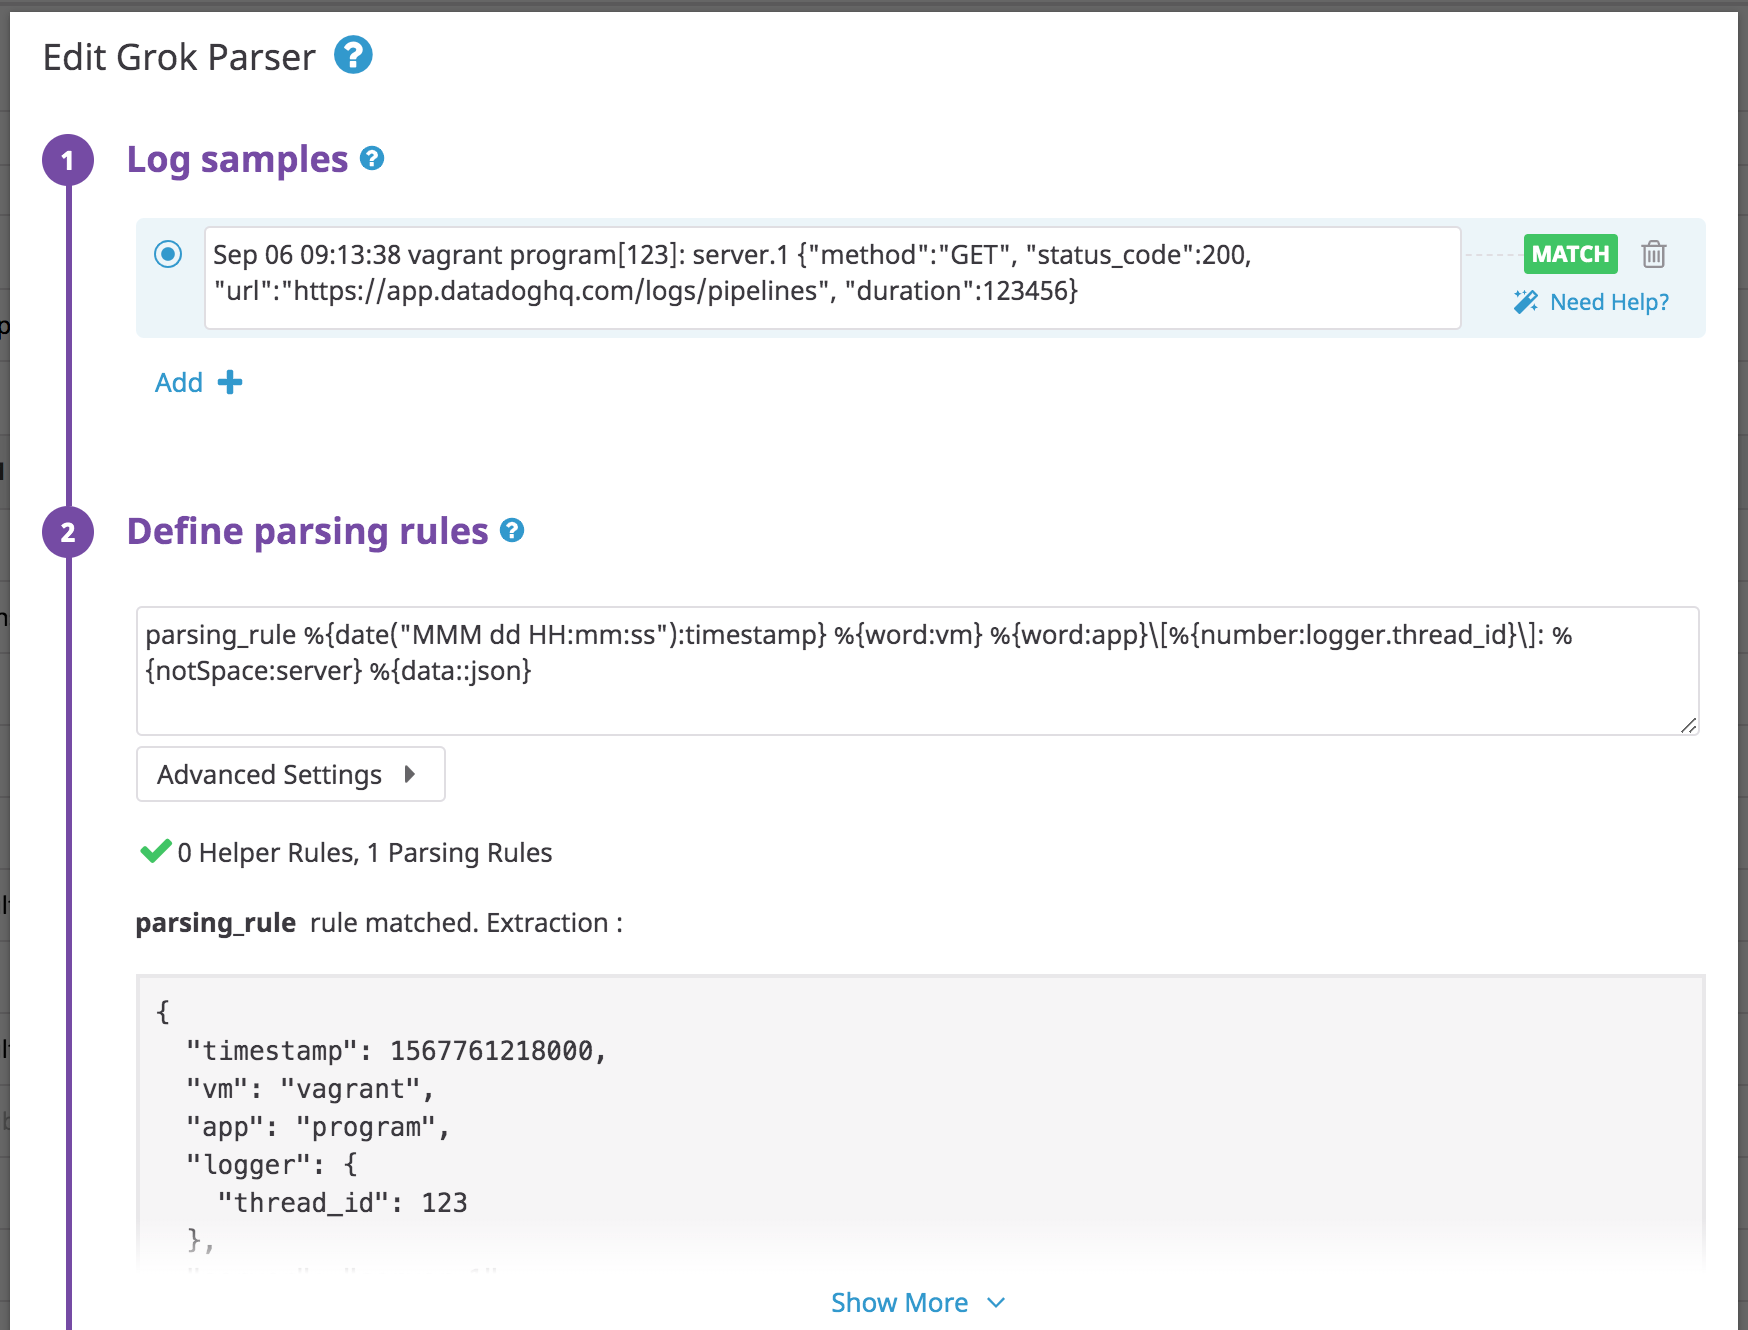 Edit Grok Parser ?
1 Log samples ?
Sep 06 09:13:38 vagrant program[123]: server.1 {"method":"GET", "status_code":200,
"url":"https://app.datadoghq.com/logs/pipelines", "duration":123456}
MATCH
Need Help?
Add
2 Define parsing rules ?
parsing_rule %{date("MMM dd HH:mm:ss"):timestamp} %{word:vm} %{word:app}\[%{number:logger.thread_id}\]: %
{notSpace:server} %{data::json}
Advanced Settings
0 Helper Rules, 1 Parsing Rules
parsing_rule rule matched. Extraction :
{
"timestamp": 1567761218000,
"vm": "vagrant",
"app": "program",
"logger": {
"thread_id": 123
},
Show More